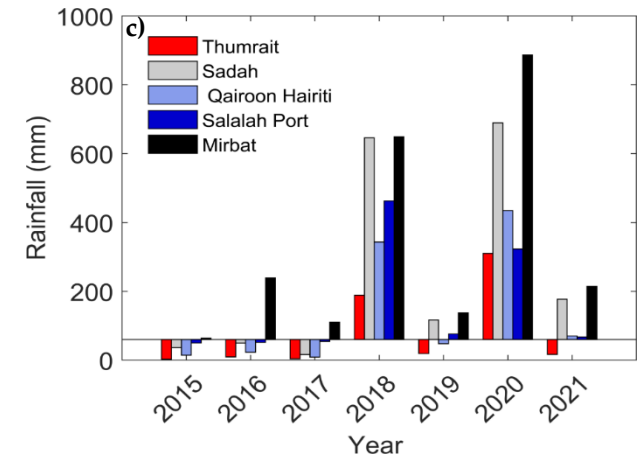 c)
Thumrait
Sadah
Qairoon Hairiti
Salalah Port
Mirbat
Rainfall (mm)
1000
800
600
400
200
0
2015 2016 2017 2018 2019 2020 2021
Year